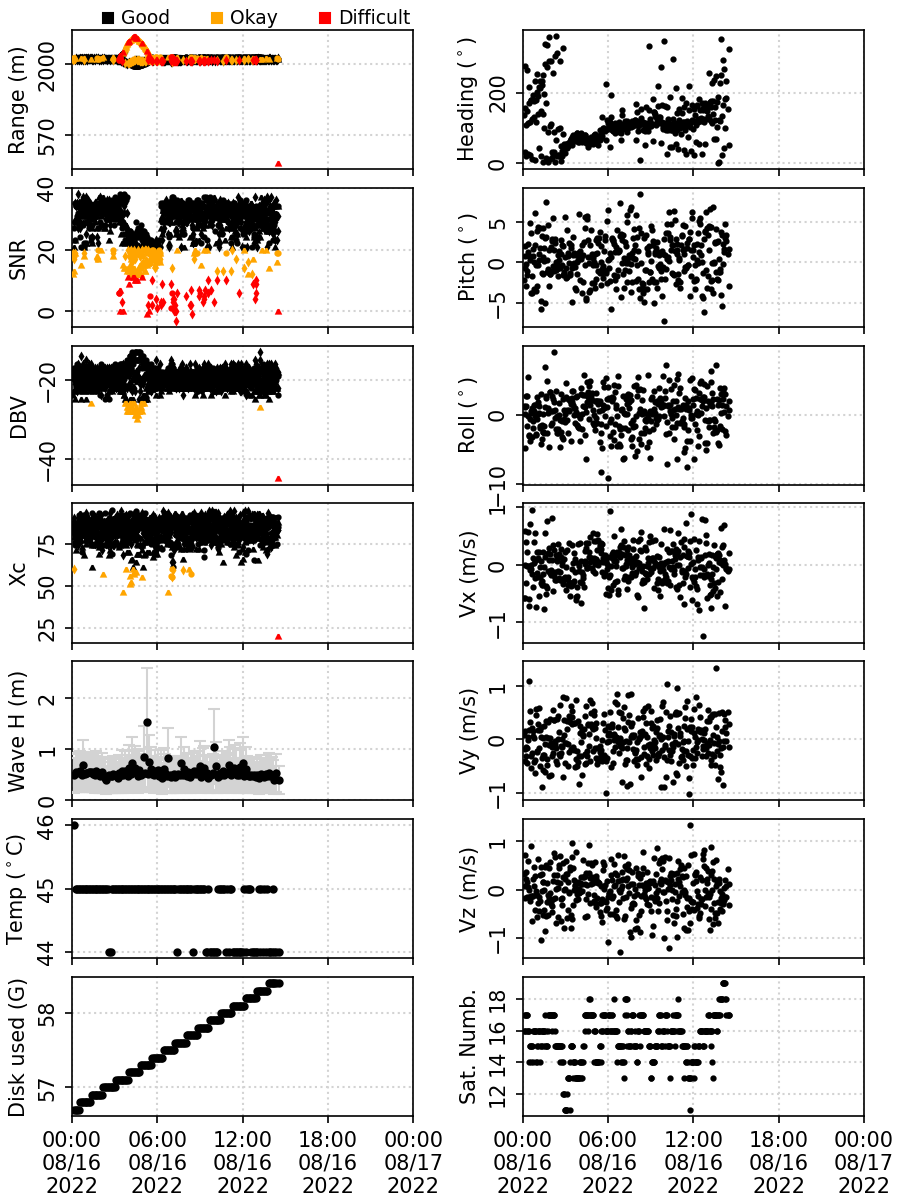 Good Okay Difficult
Range (m)
2000
570
Heading (°)
200
0
SNR
40
20
0
Pitch (°)
5
0
−5
DBV
−20
−40
Roll (°)
0
−10
Xc
75
50
25
Vx (m/s)
1
0
−1
Wave H (m)
2
1
0
Vy (m/s)
1
0
−1
Temp (°C)
46
45
44
Vz (m/s)
1
0
−1
Disk used (G)
58
57
Sat. Numb.
18
16
14
12
00:00 06:00 12:00 18:00 00:00
08/16 08/16 08/16 08/16 08/17
2022 2022 2022 2022 2022
00:00 06:00 12:00 18:00 00:00
08/16 08/16 08/16 08/16 08/17
2022 2022 2022 2022 2022